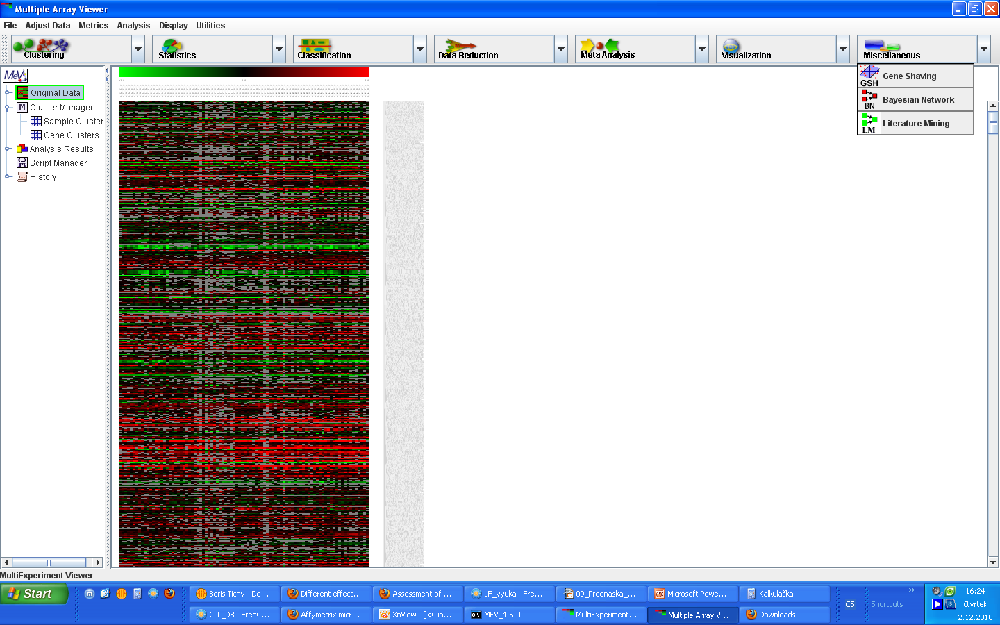 Multiple Array Viewer
File Adjust Data Metrics Analysis Display Utilities
Clustering Statistics Classification Data Reduction Meta Analysis Visualization Miscellaneous
GSH Gene Shaving
BN Bayesian Network
LM Literature Mining
MeV
Original Data
M Cluster Manager
Sample Cluster
Gene Clusters
Analysis Results
Script Manager
History
MultiExperiment Viewer
Start
Boris Tichy - Do... Different effect... Assessment of ... LF_vyuka - Fre... 09_Prednaska_... Microsoft Powe... Kalkulačka
CLL_DB - FreeC... Affymetrix micr... XnView - [<Clip... MEV_4.5.0 MultiExperiment... Multiple Array V... Downloads
CS Shortcuts »
16:24
čtvrtek
2.12.2010